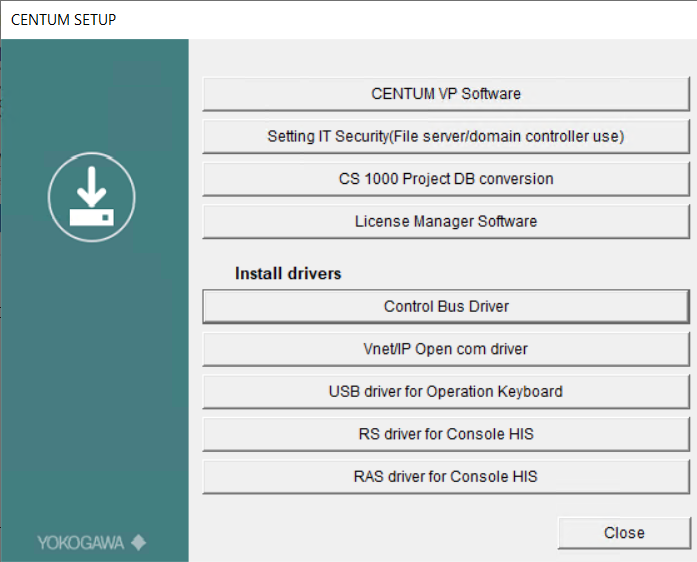 CENTUM SETUP
CENTUM VP Software
Setting IT Security(File server/domain controller use)
CS 1000 Project DB conversion
License Manager Software
Install drivers
Control Bus Driver
Vnet/IP Open com driver
USB driver for Operation Keyboard
RS driver for Console HIS
RAS driver for Console HIS
YOKOGAWA
Close